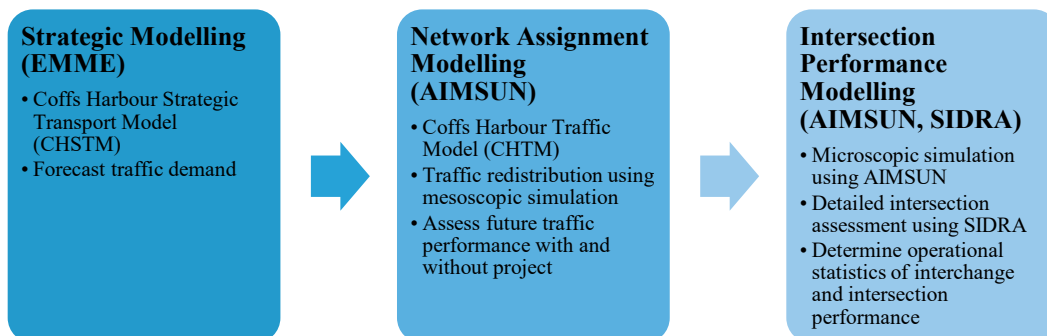 Strategic Modelling
(EMME)
• Coffs Harbour Strategic
Transport Model
(CHSTM)
• Forecast traffic demand
Network Assignment
Modelling
(AIMSUN)
• Coffs Harbour Traffic
Model (CHTM)
• Traffic redistribution using
mesoscopic simulation
• Assess future traffic
performance with and
without project
Intersection
Performance
Modelling
(AIMSUN, SIDRA)
• Microscopic simulation
using AIMSUN
• Detailed intersection
assessment using SIDRA
• Determine operational
statistics of interchange
and intersection
performance